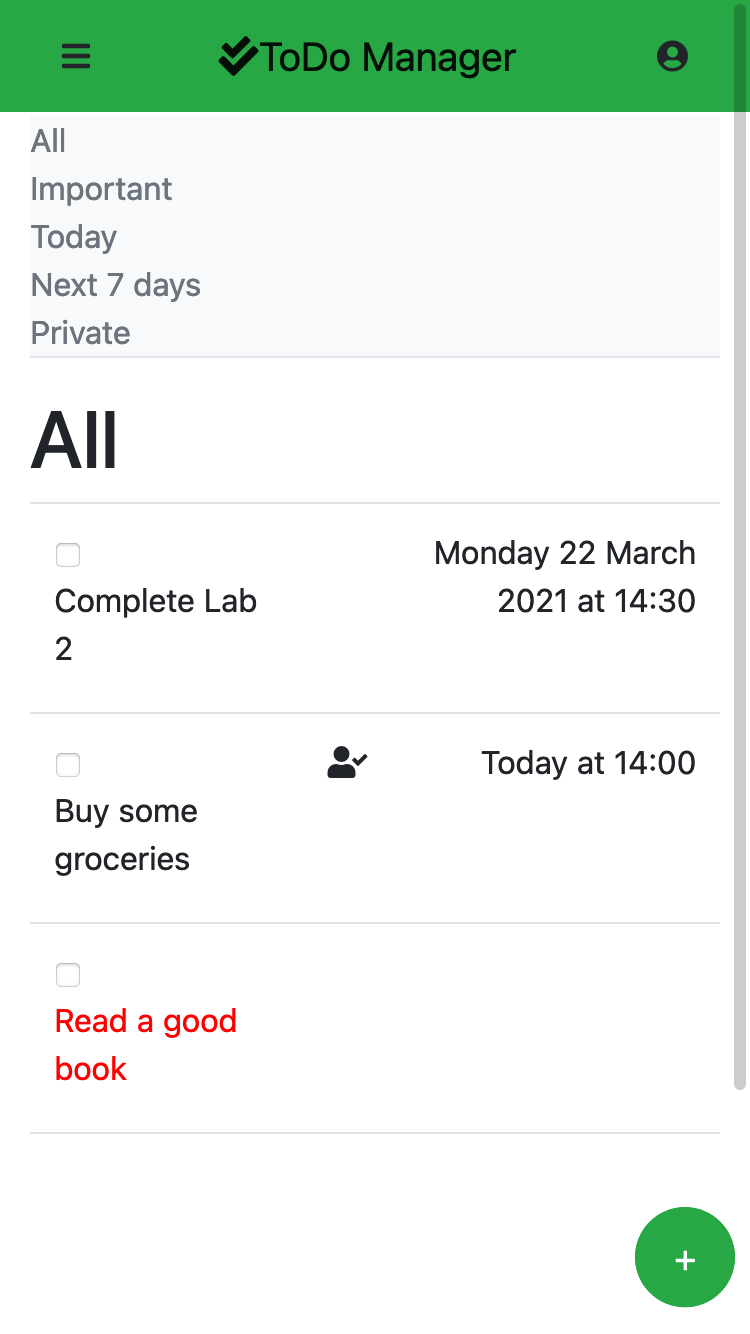 ToDo Manager
All
Important
Today
Next 7 days
Private
All
Monday 22 March
2021 at 14:30
Complete Lab
2
Today at 14:00
Buy some
groceries
Read a good
book
+